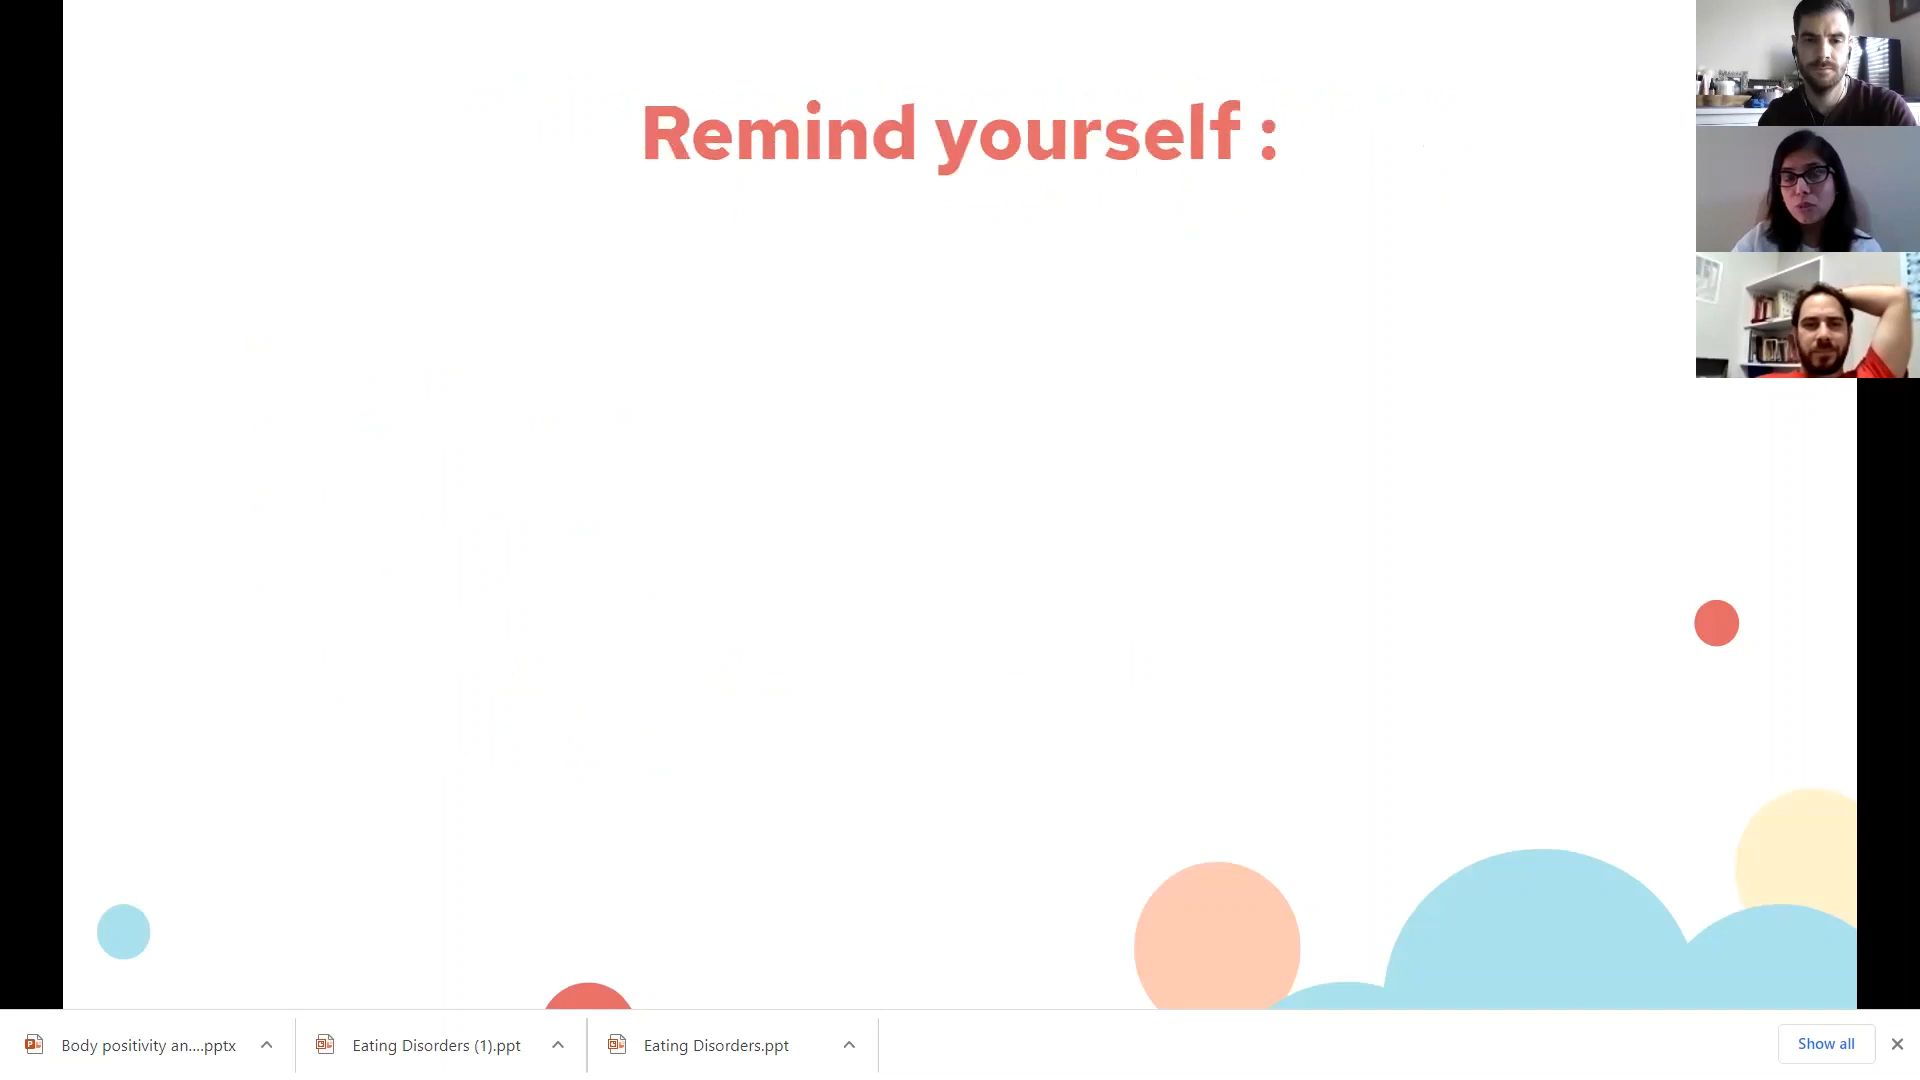 Remind yourself :
Body positivity an....pptx
Eating Disorders (1).ppt
Eating Disorders.ppt
Show all